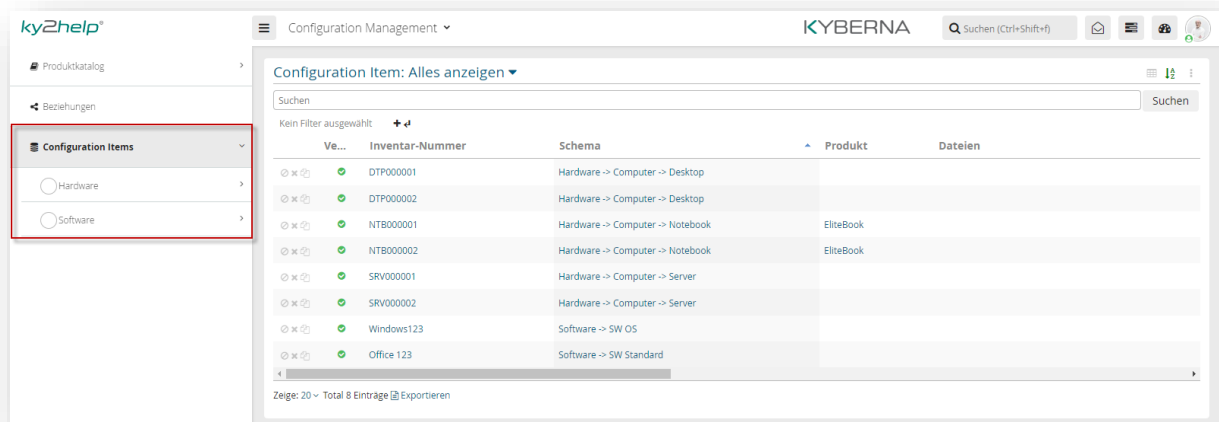 ky2help®
Configuration Management
KYBERNA
Suchen (Ctrl+Shift+f)
Produktkatalog
Beziehungen
Configuration Items
Hardware
Software
Configuration Item: Alles anzeigen
Suchen
Suchen
Kein Filter ausgewählt
Ve... Inventar-Nummer Schema Produkt Dateien
DTP000001 Hardware -> Computer -> Desktop
DTP000002 Hardware -> Computer -> Desktop
NTB000001 Hardware -> Computer -> Notebook EliteBook
NTB000002 Hardware -> Computer -> Notebook EliteBook
SRV000001 Hardware -> Computer -> Server
SRV000002 Hardware -> Computer -> Server
Windows123 Software -> SW OS
Office 123 Software -> SW Standard
Zeige: 20 Total 8 Einträge Exportieren